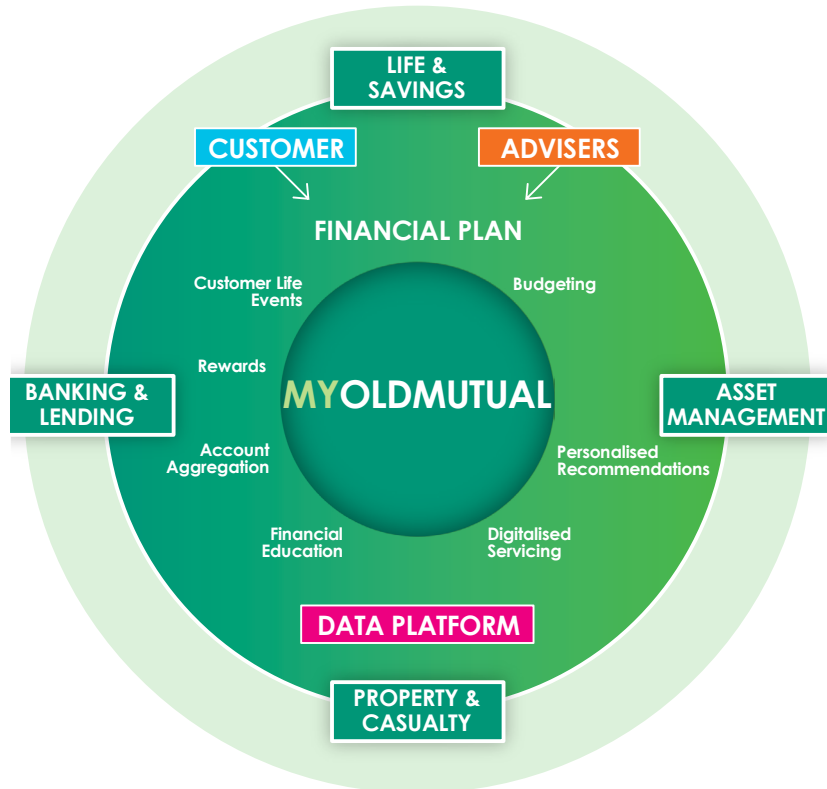 LIFE &
SAVINGS
CUSTOMER
ADVISERS
FINANCIAL PLAN
Customer Life
Events
Budgeting
Rewards
BANKING &
LENDING
MYOLDMUTUAL
ASSET
MANAGEMENT
Account
Aggregation
Personalised
Recommendations
Financial
Education
Digitalised
Servicing
DATA PLATFORM
PROPERTY &
CASUALTY